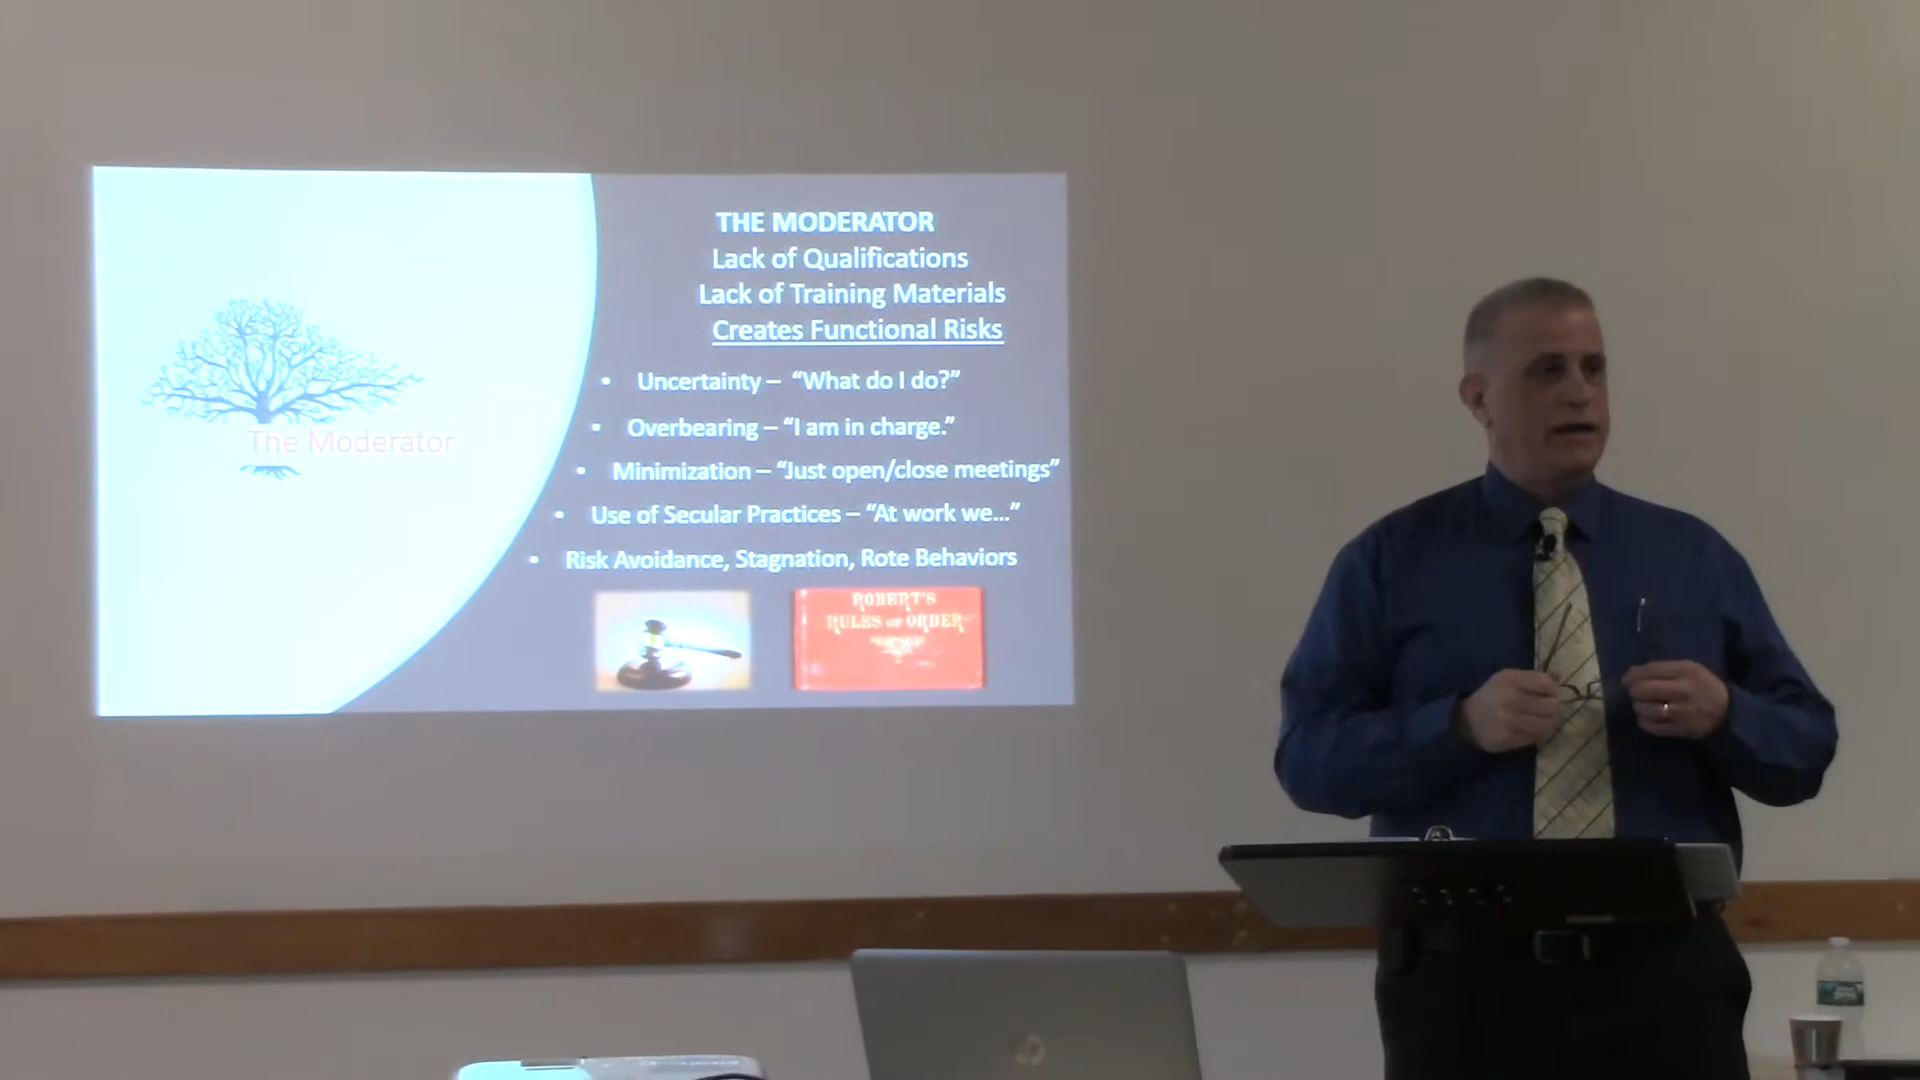 THE MODERATOR
Lack of Qualifications
Lack of Training Materials
Creates Functional Risks
• Uncertainty – “What do I do?”
• Overbearing – “I am in charge.”
• Minimization – “Just open/close meetings”
• Use of Secular Practices – “At work we...”
• Risk Avoidance, Stagnation, Rote Behaviors
The Moderator
ROBERT'S
RULES OF ORDER
hp